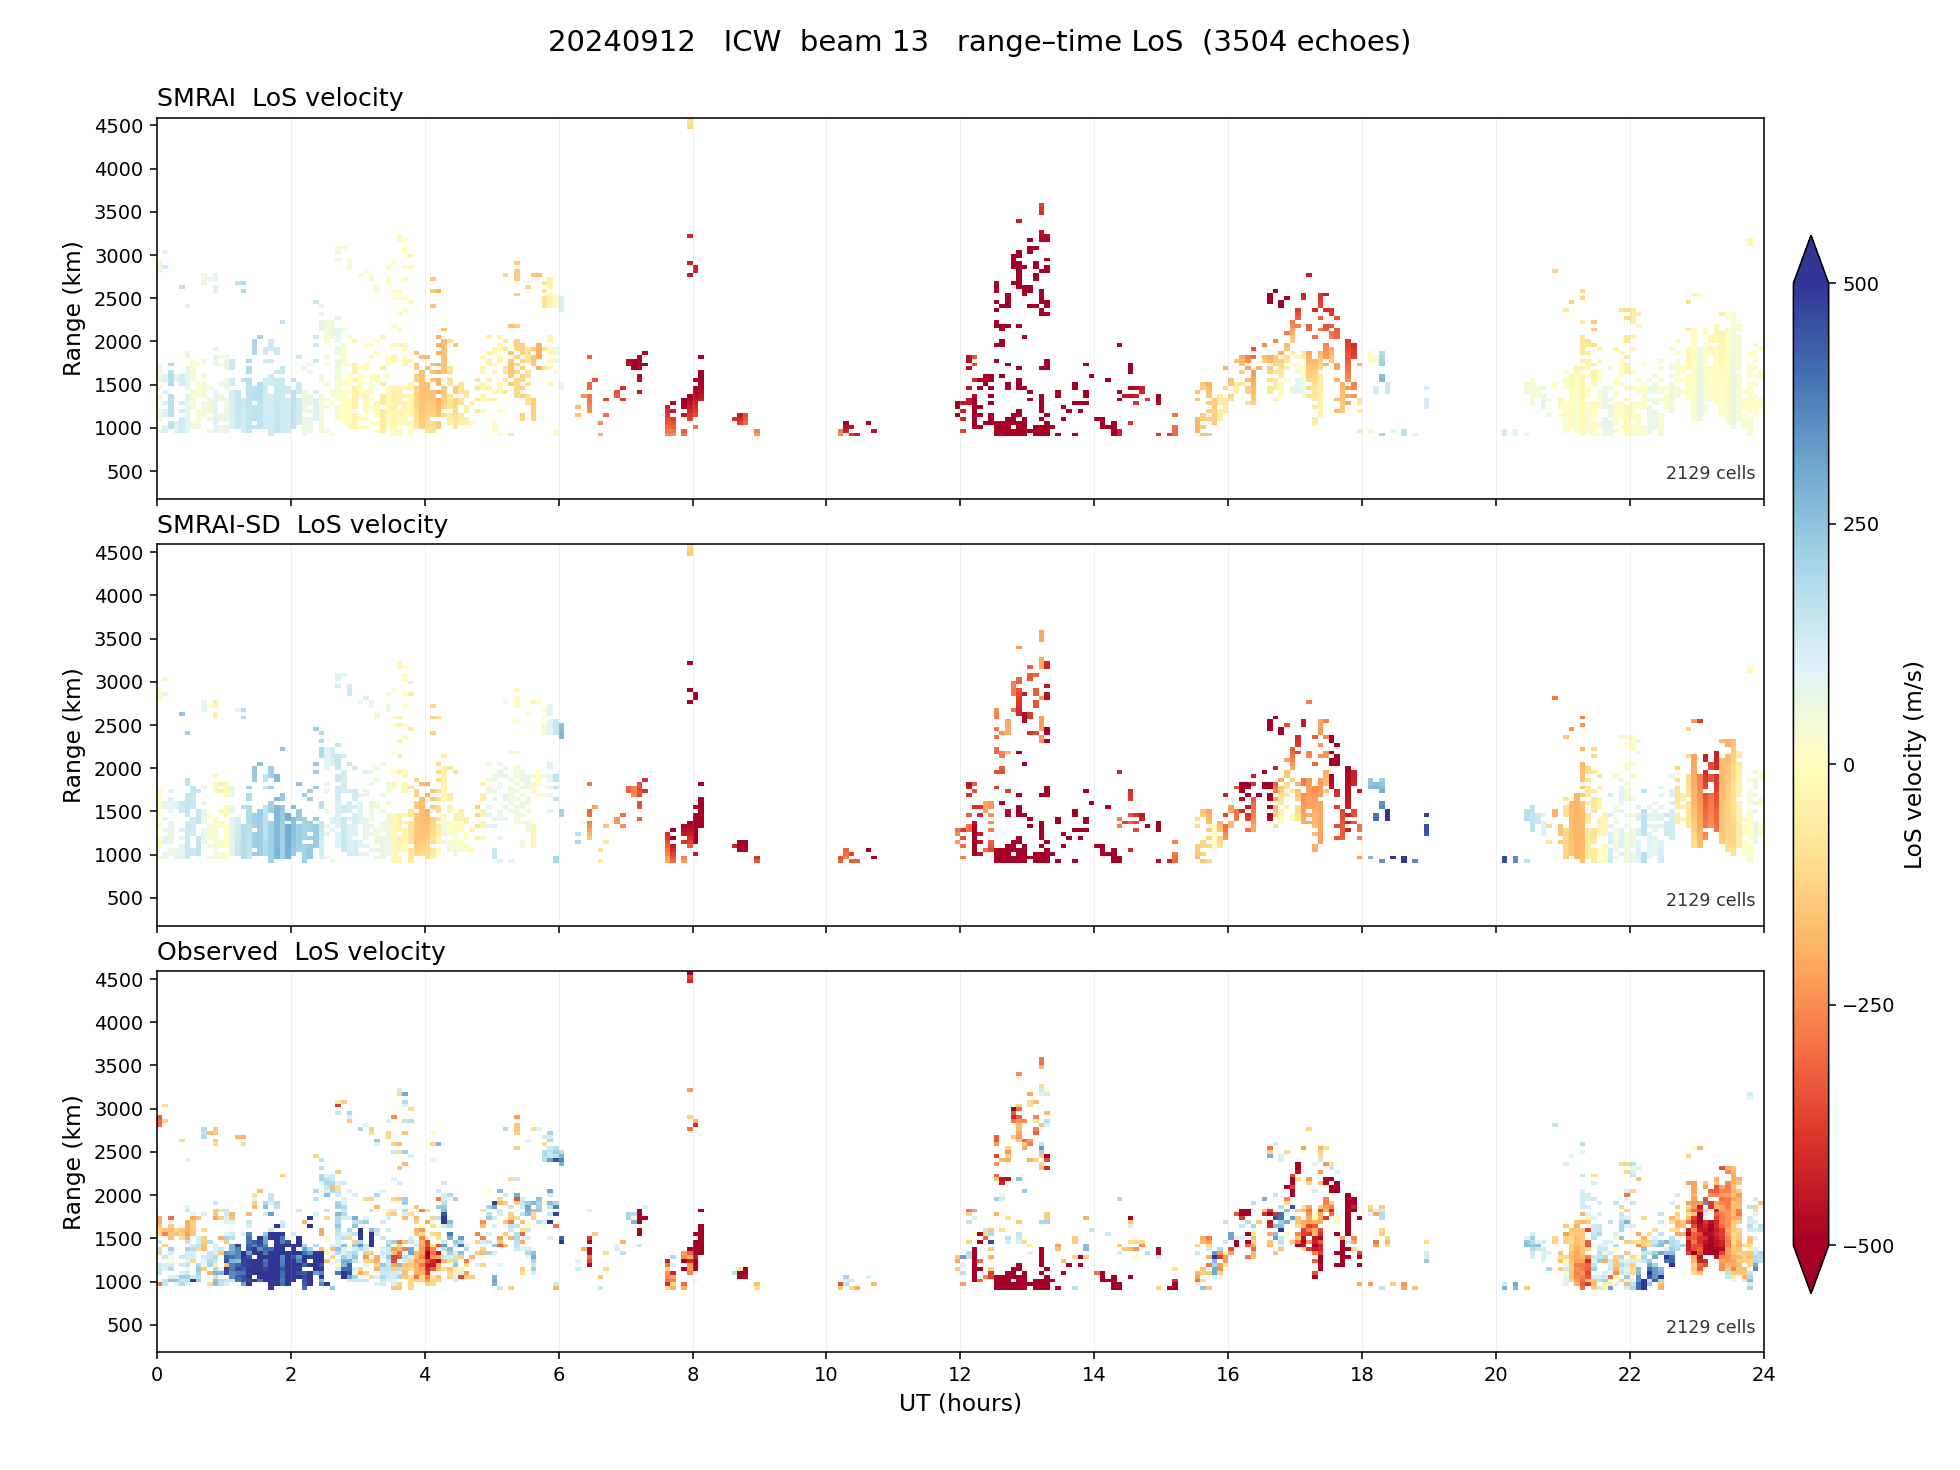 20240912   ICW  beam 13   range–time LoS  (3504 echoes)
SMRAI  LoS velocity
4500
4000
3500
3000
2500
2000
1500
1000
500
Range (km)
2129 cells
SMRAI-SD  LoS velocity
4500
4000
3500
3000
2500
2000
1500
1000
500
Range (km)
2129 cells
Observed  LoS velocity
4500
4000
3500
3000
2500
2000
1500
1000
500
Range (km)
2129 cells
0 2 4 6 8 10 12 14 16 18 20 22 24
UT (hours)
500
250
0
−250
−500
LoS velocity (m/s)